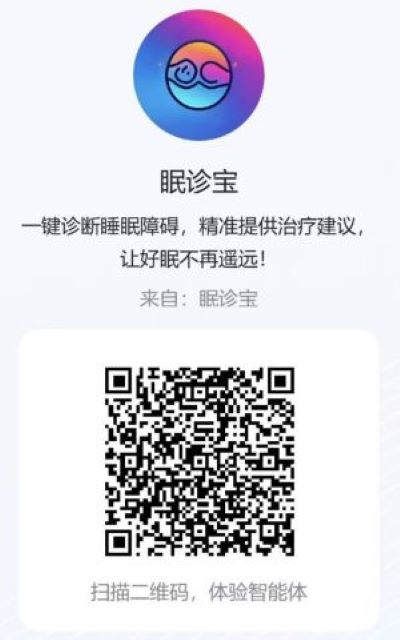 眠诊宝
一键诊断睡眠障碍，精准提供治疗建议，
让好眠不再遥远！
来自：眠诊宝
扫描二维码，体验智能体